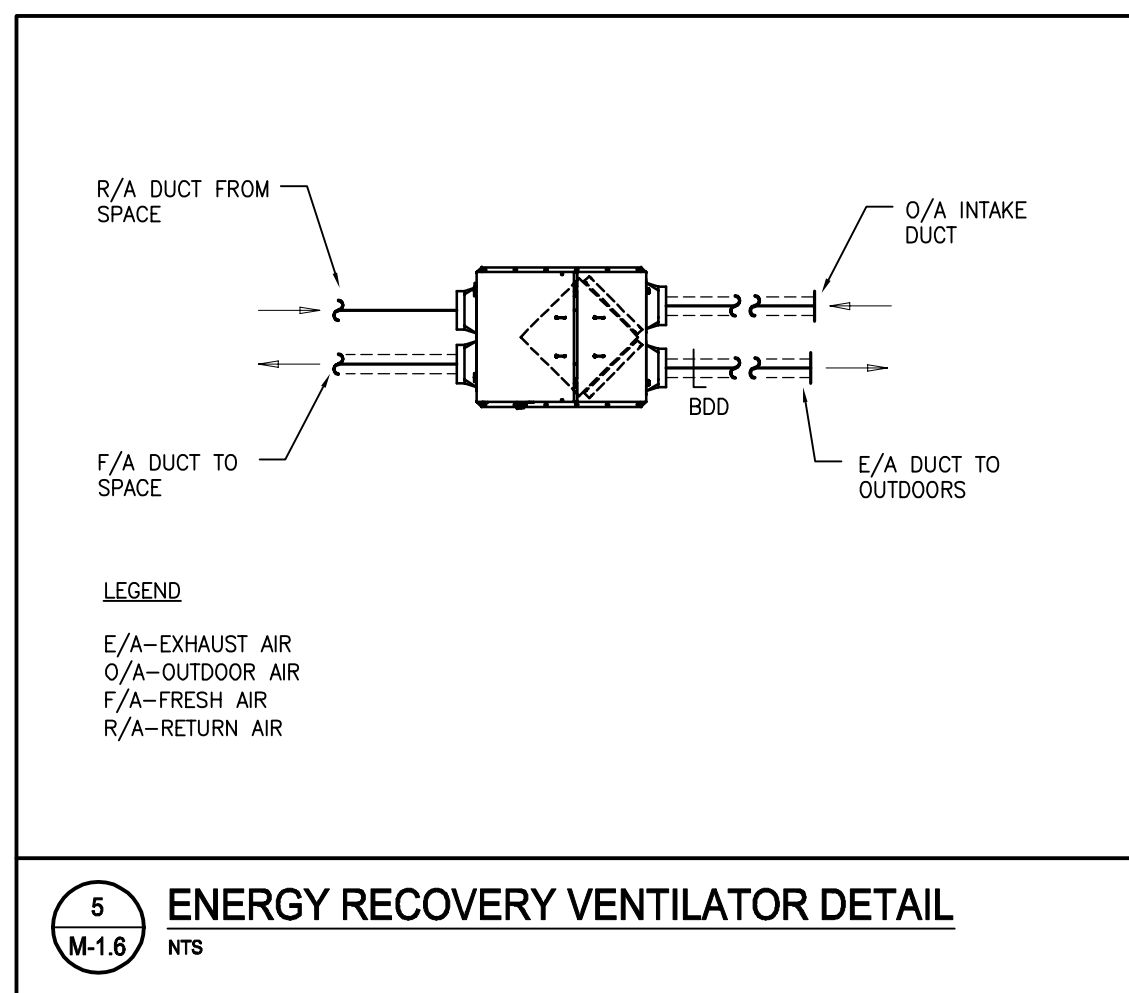 R/A DUCT FROM
SPACE
O/A INTAKE
DUCT
BDD
F/A DUCT TO
SPACE
E/A DUCT TO
OUTDOORS
LEGEND
E/A-EXHAUST AIR
O/A-OUTDOOR AIR
F/A-FRESH AIR
R/A-RETURN AIR
5
M-1.6
ENERGY RECOVERY VENTILATOR DETAIL
NTS